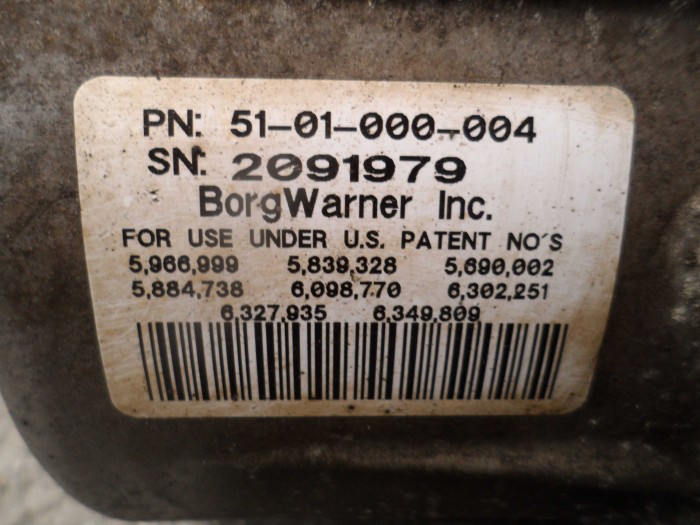 PN: 51-01-000-004
SN: 2091979
BorgWarner Inc.
FOR USE UNDER U.S. PATENT NO'S
5,966,999 5,839,328 5,690,002
5,884,738 6,098,770 6,302,251
6,327,935 6,349,809